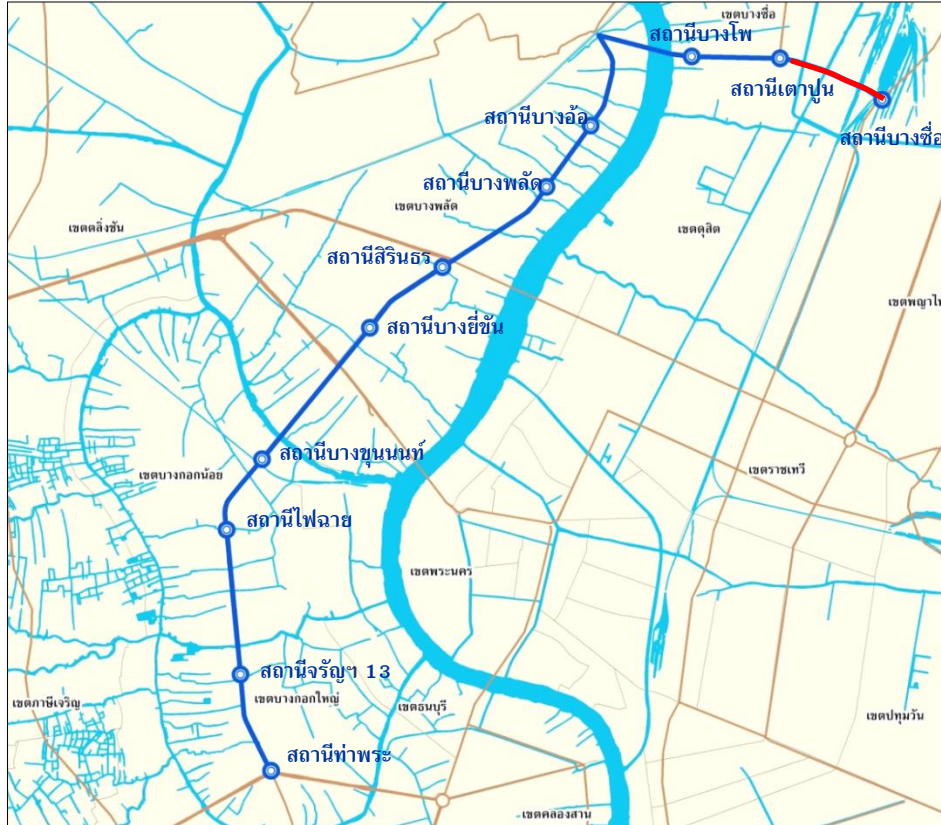 เขตบางซื่อ
สถานีบางโพ
สถานีเตาปูน
สถานีบางอ้อ
สถานีบางซื่อ
สถานีบางพลัด
เขตบางพลัด
เขตตลิ่งชัน
เขตดุสิต
สถานีสิรินธร
เขตพญาไท
สถานีบางยี่ขัน
สถานีบางขุนนนท์
เขตบางกอกน้อย
เขตราชเทวี
สถานีไฟฉาย
เขตพระนคร
สถานีจรัญฯ 13
เขตบางกอกใหญ่
เขตภาษีเจริญ
เขตธนบุรี
เขตปทุมวัน
สถานีท่าพระ
เขตคลองสาน